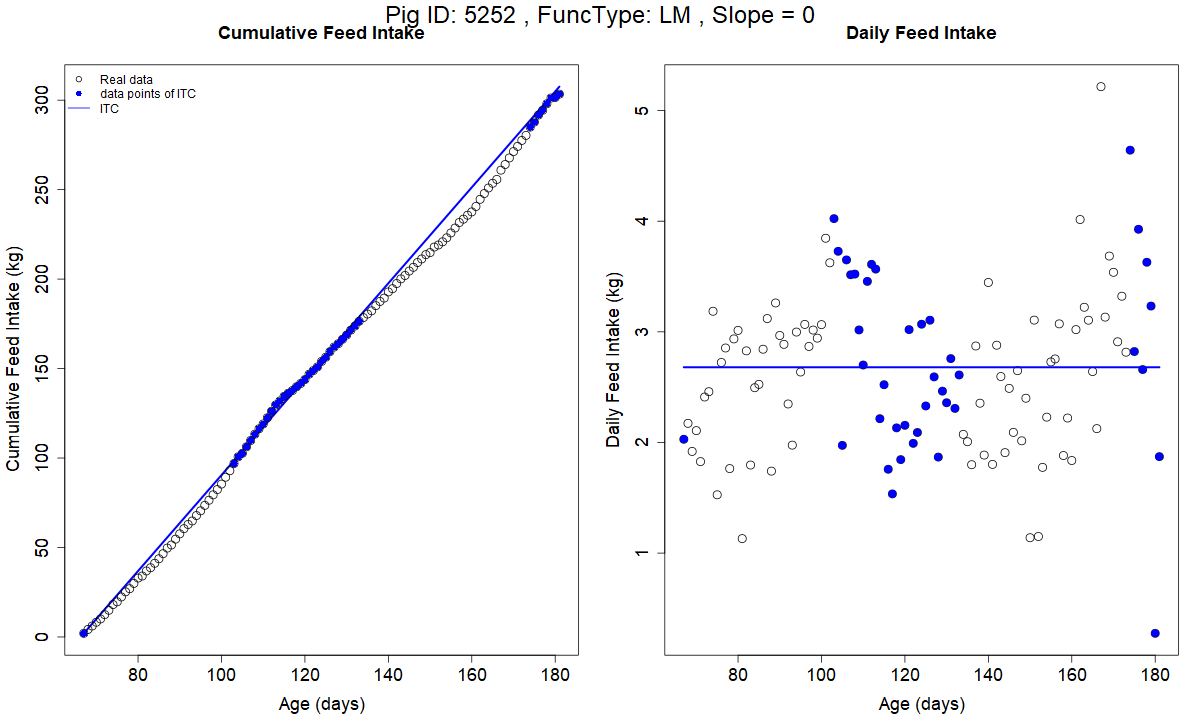 Pig ID: 5252 , FuncType: LM , Slope = 0
Cumulative Feed Intake
Daily Feed Intake
Real data
data points of ITC
ITC
Cumulative Feed Intake (kg)
0
50
100
150
200
250
300
80
100
120
140
160
180
Age (days)
Daily Feed Intake (kg)
1
2
3
4
5
80
100
120
140
160
180
Age (days)